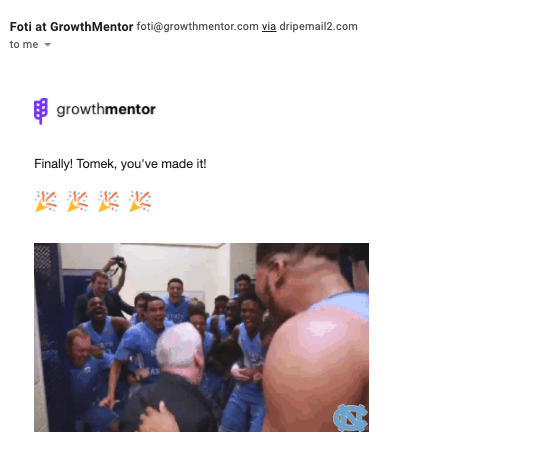 Foti at GrowthMentor foti@growthmentor.com via dripemail2.com
to me
growthmentor
Finally! Tomek, you've made it!
NC